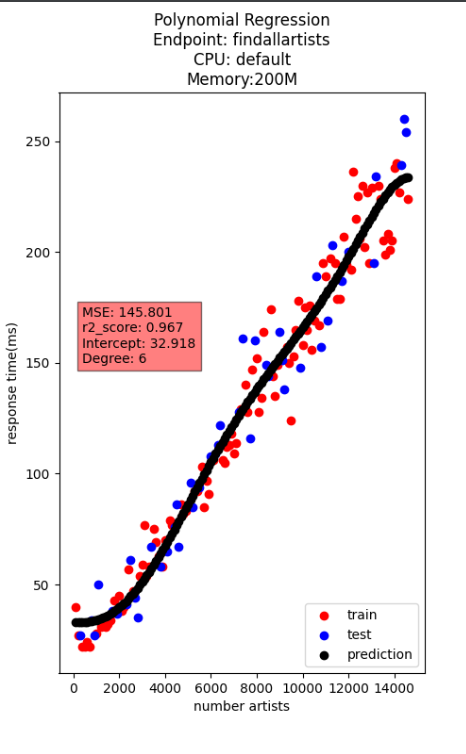 Polynomial Regression
Endpoint: findallartists
CPU: default
Memory:200M
250
200
150
100
50
response time(ms)
MSE: 145.801
r2_score: 0.967
Intercept: 32.918
Degree: 6
train
test
prediction
0 2000 4000 6000 8000 10000 12000 14000
number artists